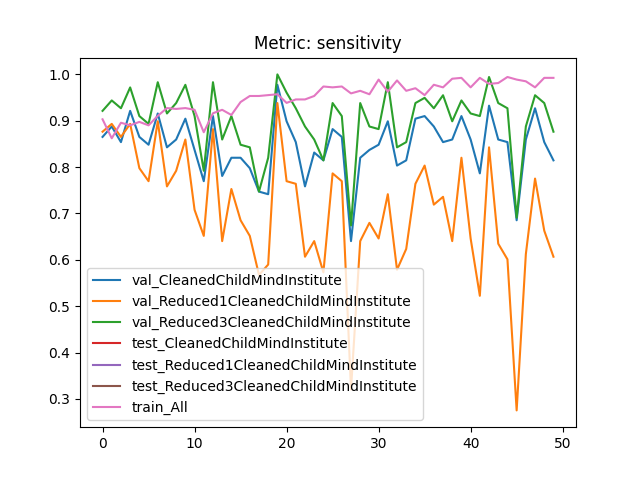 Metric: sensitivity
1.0
0.9
0.8
0.7
0.6
0.5
0.4
0.3
val_CleanedChildMindInstitute
val_Reduced1CleanedChildMindInstitute
val_Reduced3CleanedChildMindInstitute
test_CleanedChildMindInstitute
test_Reduced1CleanedChildMindInstitute
test_Reduced3CleanedChildMindInstitute
train_All
0 10 20 30 40 50